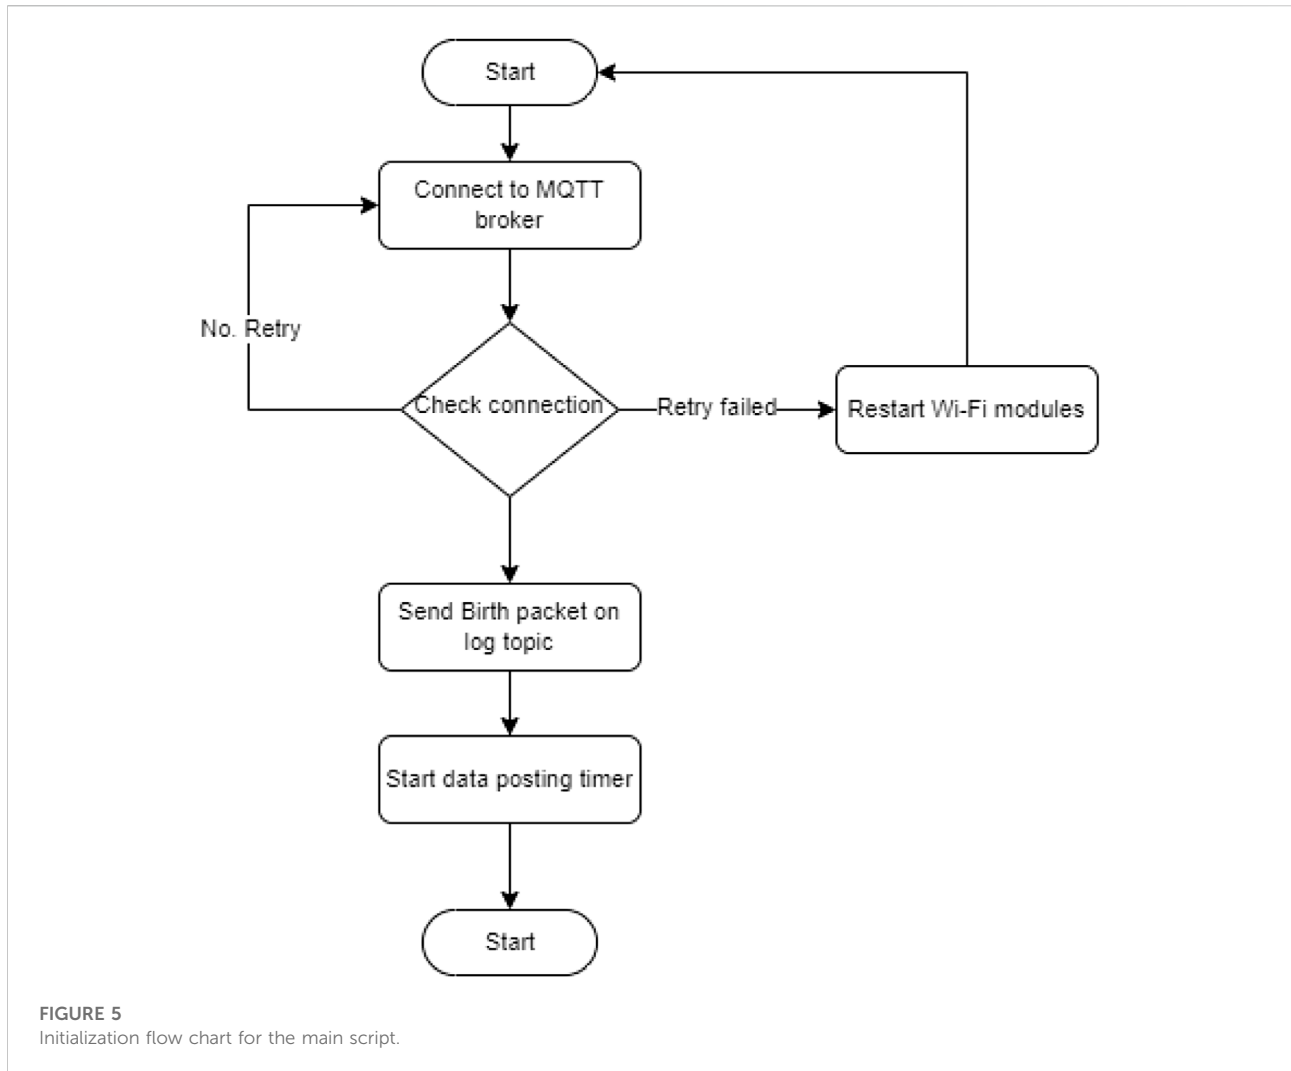 Start
Connect to MQTT
broker
No. Retry
Check connection
Retry failed
Restart Wi-Fi modules
Send Birth packet on
log topic
Start data posting timer
Start
FIGURE 5
Initialization flow chart for the main script.